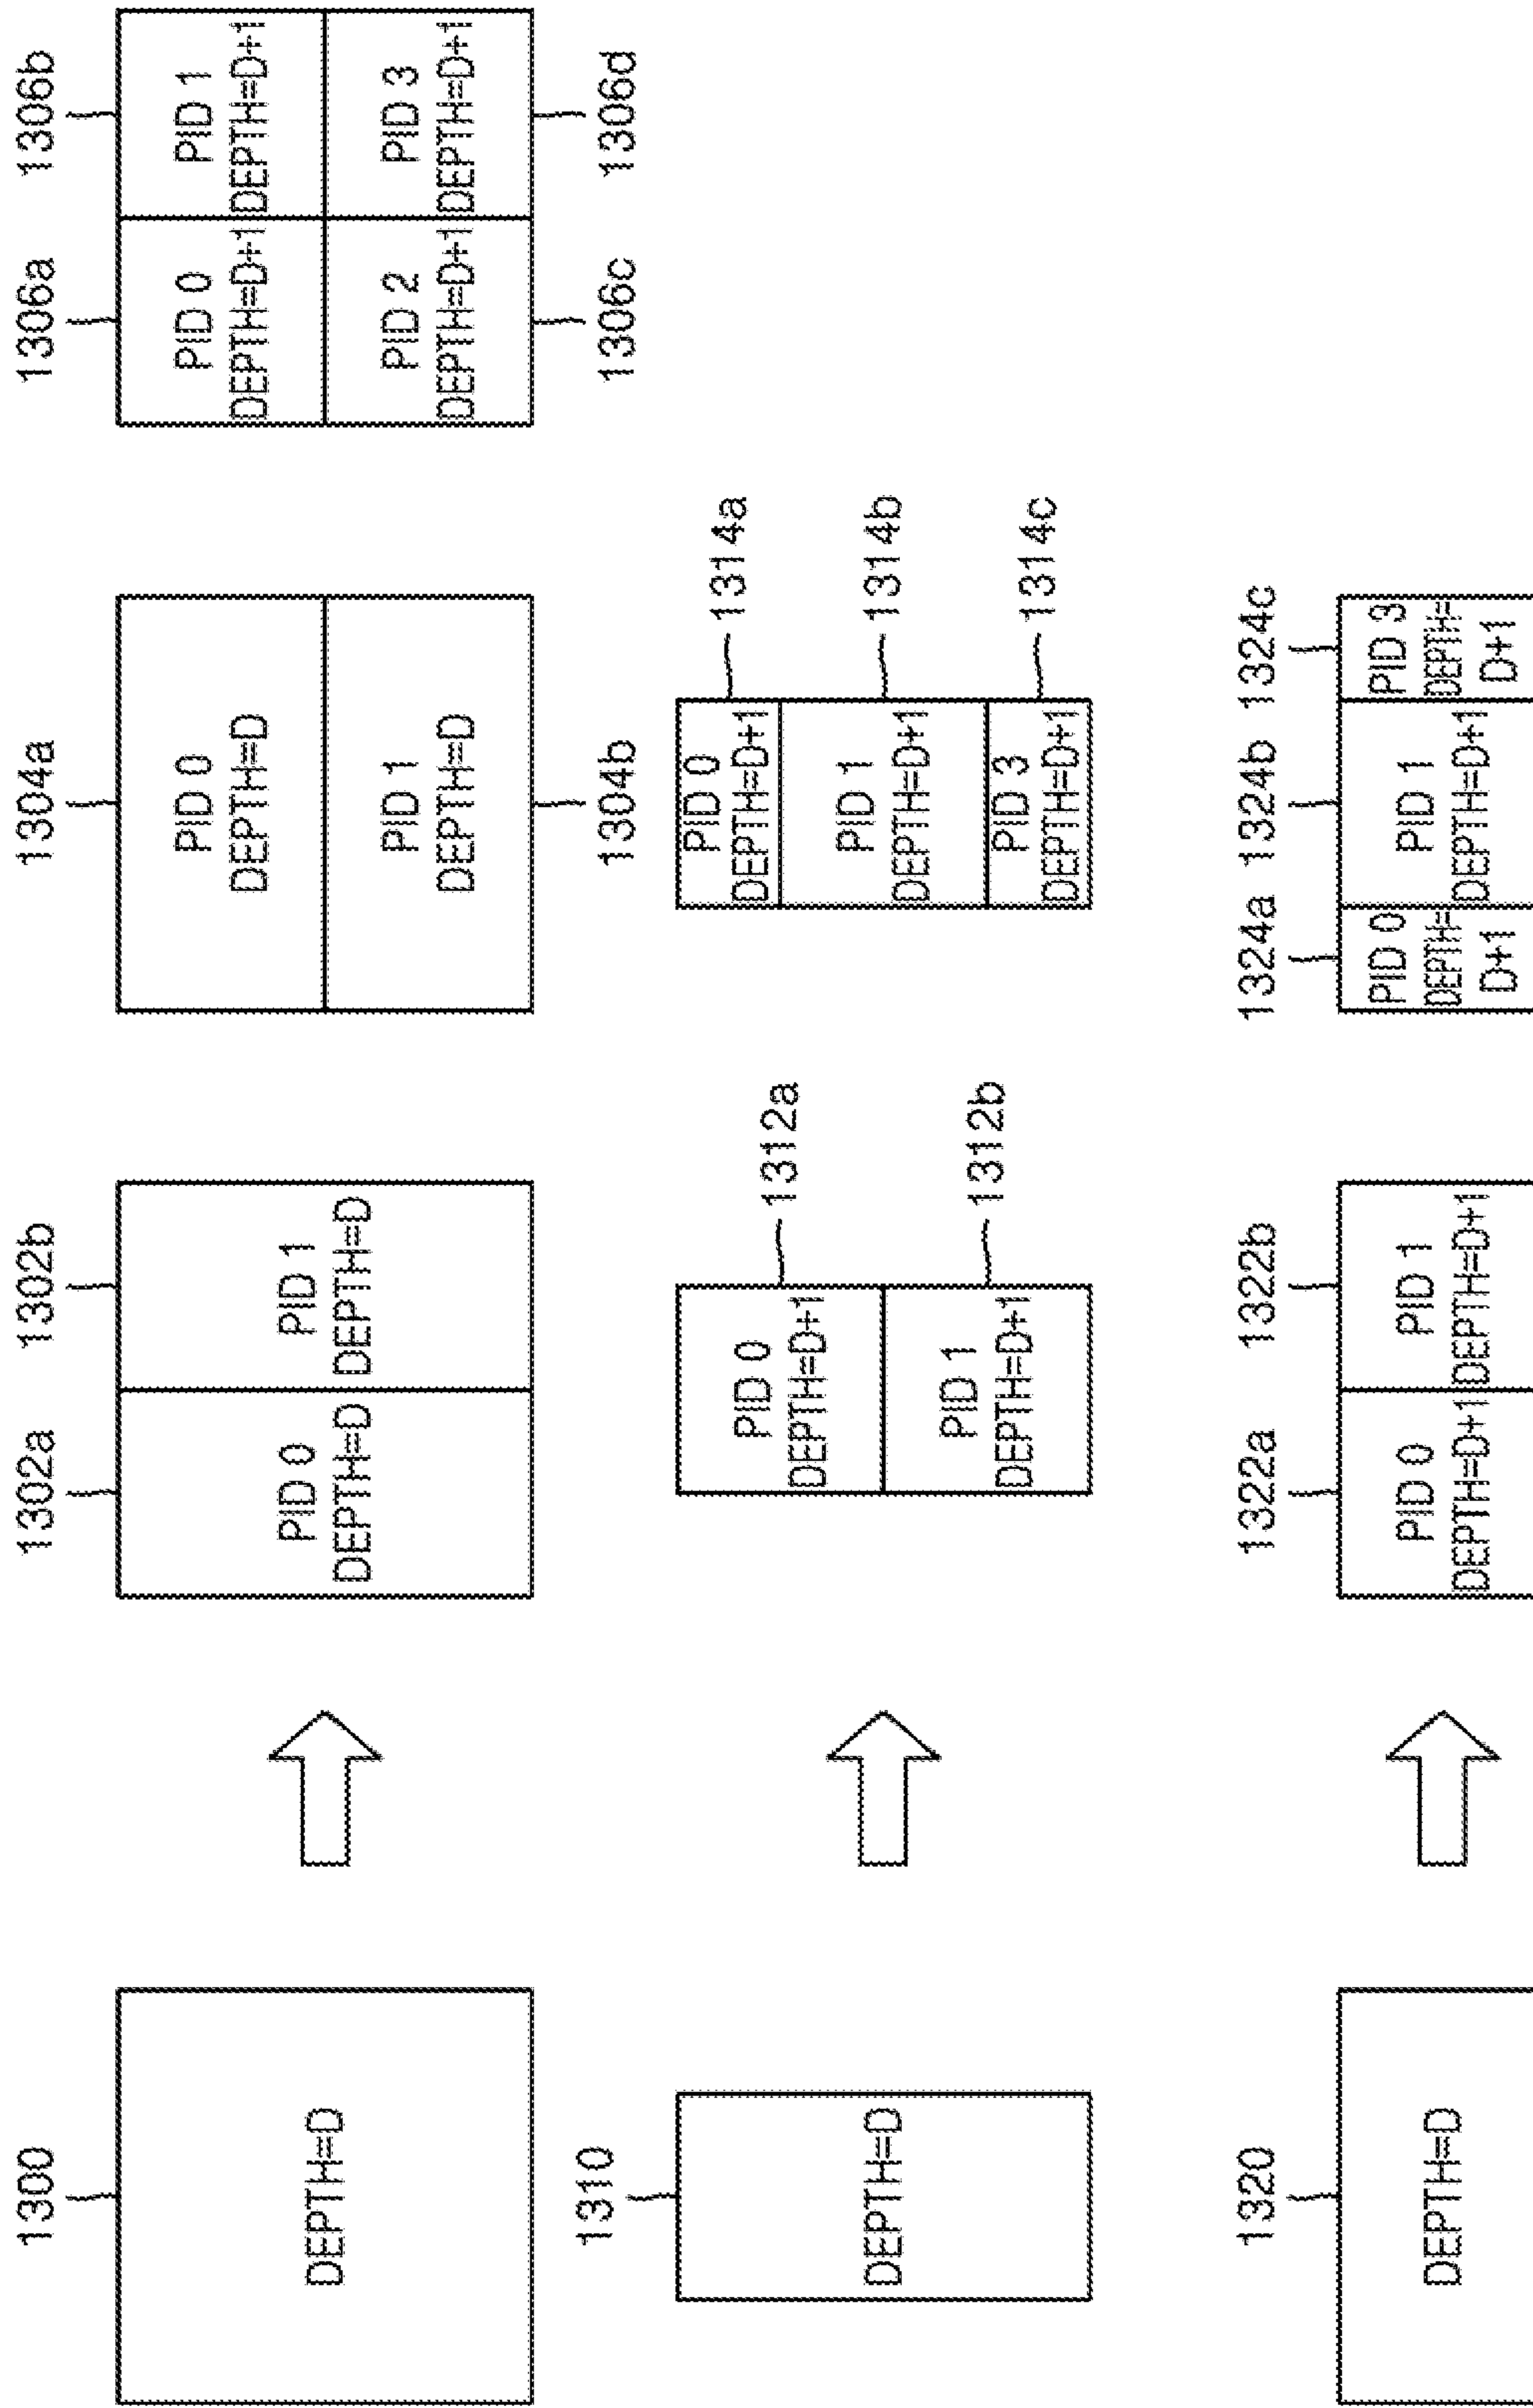 1300
DEPTH=D
1302a
1302b
PID 0
DEPTH=D
PID 1
DEPTH=D
1304a
PID 0
DEPTH=D
PID 1
DEPTH=D
1304b
1306a
1306b
PID 0
DEPTH=D+1
PID 1
DEPTH=D+1
PID 2
DEPTH=D+1
PID 3
DEPTH=D+1
1306c
1306d
1310
DEPTH=D
PID 0
DEPTH=D+1
1312a
PID 1
DEPTH=D+1
1312b
PID 0
DEPTH=D+1
1314a
PID 1
DEPTH=D+1
1314b
PID 3
DEPTH=D+1
1314c
1320
DEPTH=D
1322a
1322b
PID 0
DEPTH=D+1
PID 1
DEPTH=D+1
1324a
1324b
1324c
PID 0
DEPTH=
D+1
PID 1
DEPTH=D+1
PID 3
DEPTH=
D+1